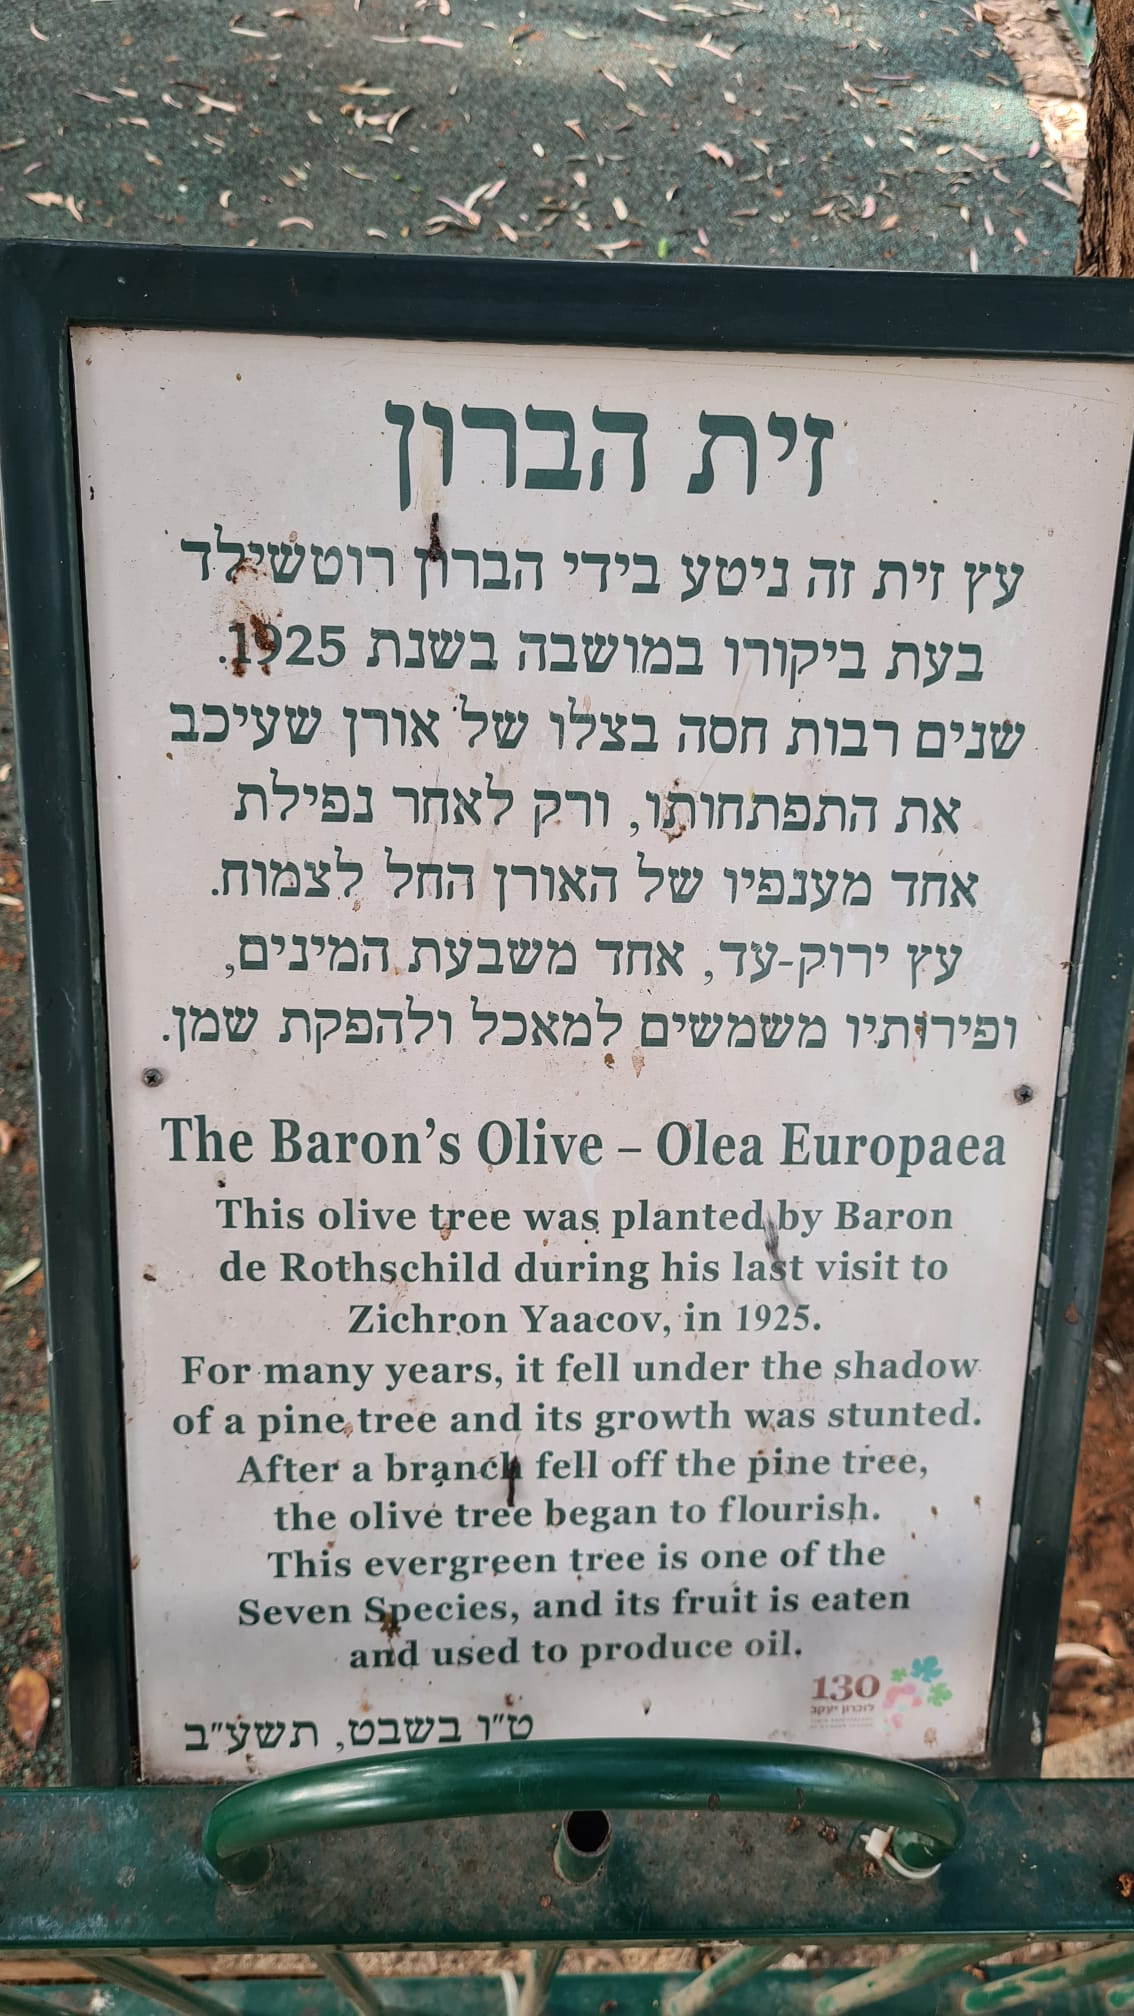 זית הברון
עץ זית זה ניטע בידי הברון רוטשילד
בעת ביקורו במושבה בשנת 1925.
שנים רבות חסה בצלו של אורן שעיכב
את התפתחותו, ורק לאחר נפילת
אחד מענפיו של האורן החל לצמוח.
עץ ירוק-עד, אחד משבעת המינים,
ופירותיו משמשים למאכל ולהפקת שמן.
The Baron's Olive – Olea Europaea
This olive tree was planted by Baron
de Rothschild during his last visit to
Zichron Yaacov, in 1925.
For many years, it fell under the shadow
of a pine tree and its growth was stunted.
After a branch fell off the pine tree,
the olive tree began to flourish.
This evergreen tree is one of the
Seven Species, and its fruit is eaten
and used to produce oil.
130
לזכרון יעקב
ט"ו בשבט, תשע"ב